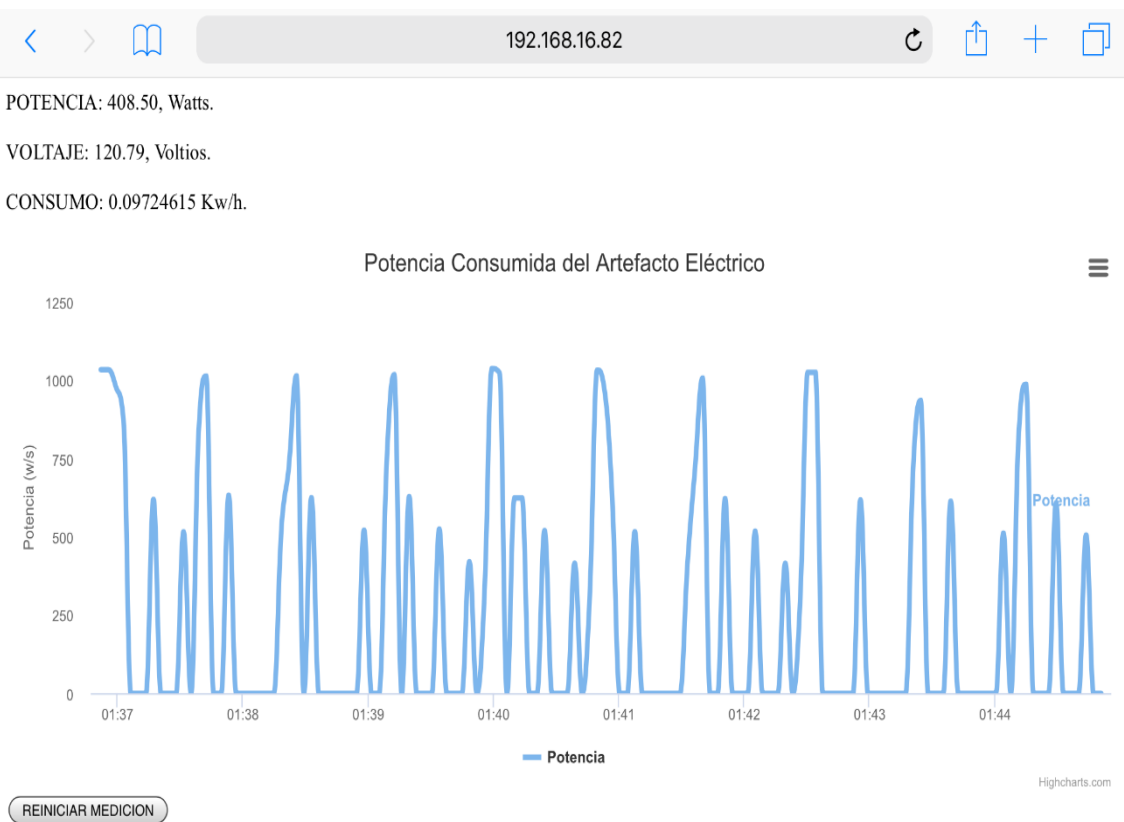 192.168.16.82
POTENCIA: 408.50, Watts.
VOLTAJE: 120.79, Voltios.
CONSUMO: 0.09724615 Kw/h.
Potencia Consumida del Artefacto Eléctrico
Potencia (w/s)
1250
1000
750
500
250
0
Potencia
01:37 01:38 01:39 01:40 01:41 01:42 01:43 01:44
Potencia
Highcharts.com
REINICIAR MEDICION